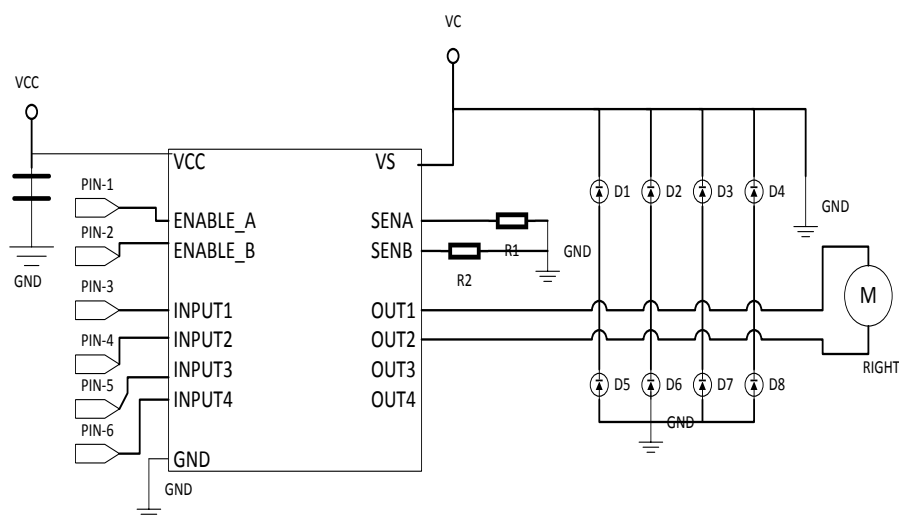 VC
VCC
VCC
VS
PIN-1
D1
D2
D3
D4
ENABLE_A
SENA
GND
PIN-2
R1
GND
ENABLE_B
SENB
GND
R2
PIN-3
M
INPUT1
OUT1
PIN-4
INPUT2
OUT2
RIGHT
INPUT3
OUT3
PIN-5
D5
D6
D7
D8
INPUT4
OUT4
GND
PIN-6
GND
GND